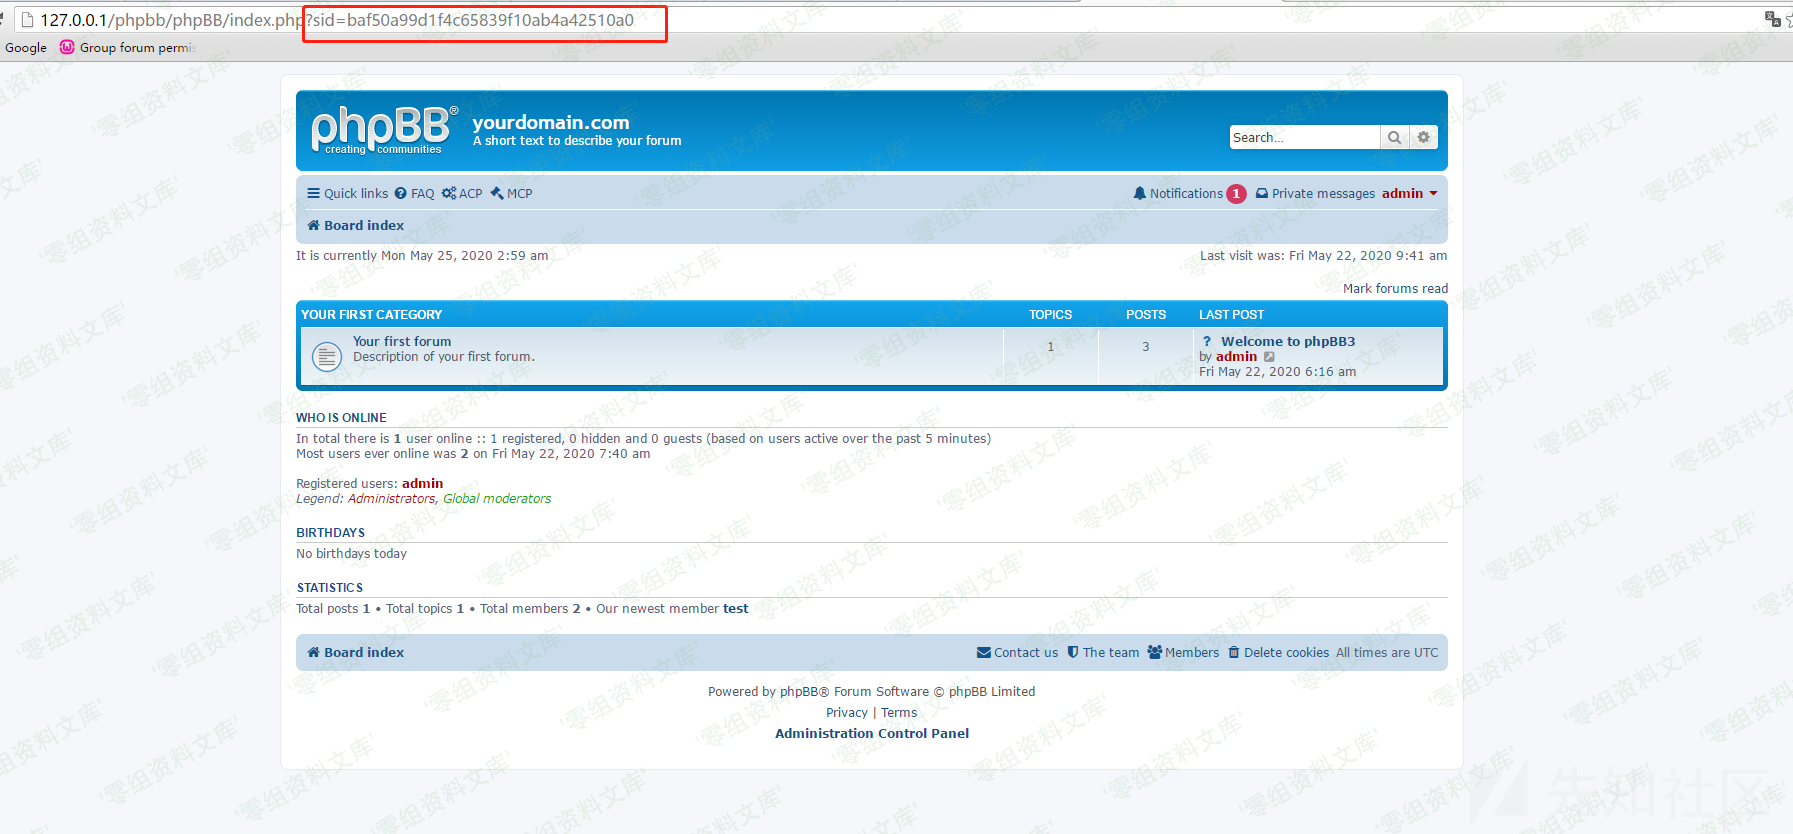 127.0.0.1/phpbb/phpBB/index.php?sid=baf50a99d1f4c65839f10ab4a42510a0
Google Group forum permis
phpBB®
creating communities
yourdomain.com
A short text to describe your forum
Search…
Quick links FAQ ACP MCP
Notifications 1 Private messages admin
Board index
It is currently Mon May 25, 2020 2:59 am
Last visit was: Fri May 22, 2020 9:41 am
Mark forums read
YOUR FIRST CATEGORY TOPICS POSTS LAST POST
Your first forum
Description of your first forum.
1
3
? Welcome to phpBB3
by admin
Fri May 22, 2020 6:16 am
WHO IS ONLINE
In total there is 1 user online :: 1 registered, 0 hidden and 0 guests (based on users active over the past 5 minutes)
Most users ever online was 2 on Fri May 22, 2020 7:40 am
Registered users: admin
Legend: Administrators, Global moderators
BIRTHDAYS
No birthdays today
STATISTICS
Total posts 1 • Total topics 1 • Total members 2 • Our newest member test
Board index
Contact us The team Members Delete cookies All times are UTC
Powered by phpBB® Forum Software © phpBB Limited
Privacy | Terms
Administration Control Panel
'零组资料文库'
先知社区